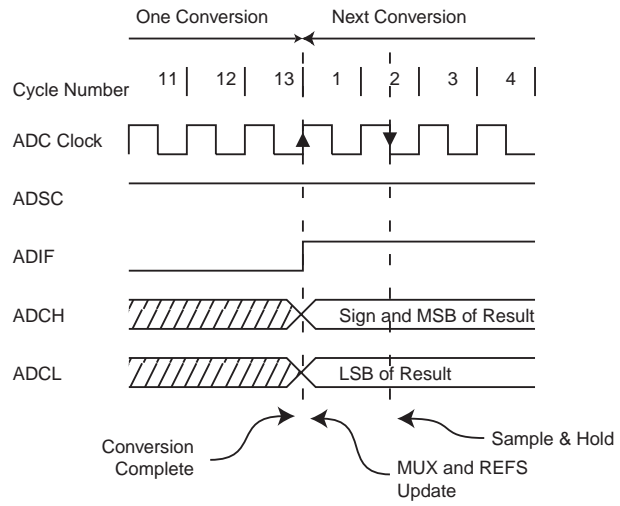 One Conversion Next Conversion
Cycle Number 11 12 13 1 2 3 4
ADC Clock
ADSC
ADIF
ADCH Sign and MSB of Result
ADCL LSB of Result
Conversion
Complete
MUX and REFS
Update
Sample & Hold